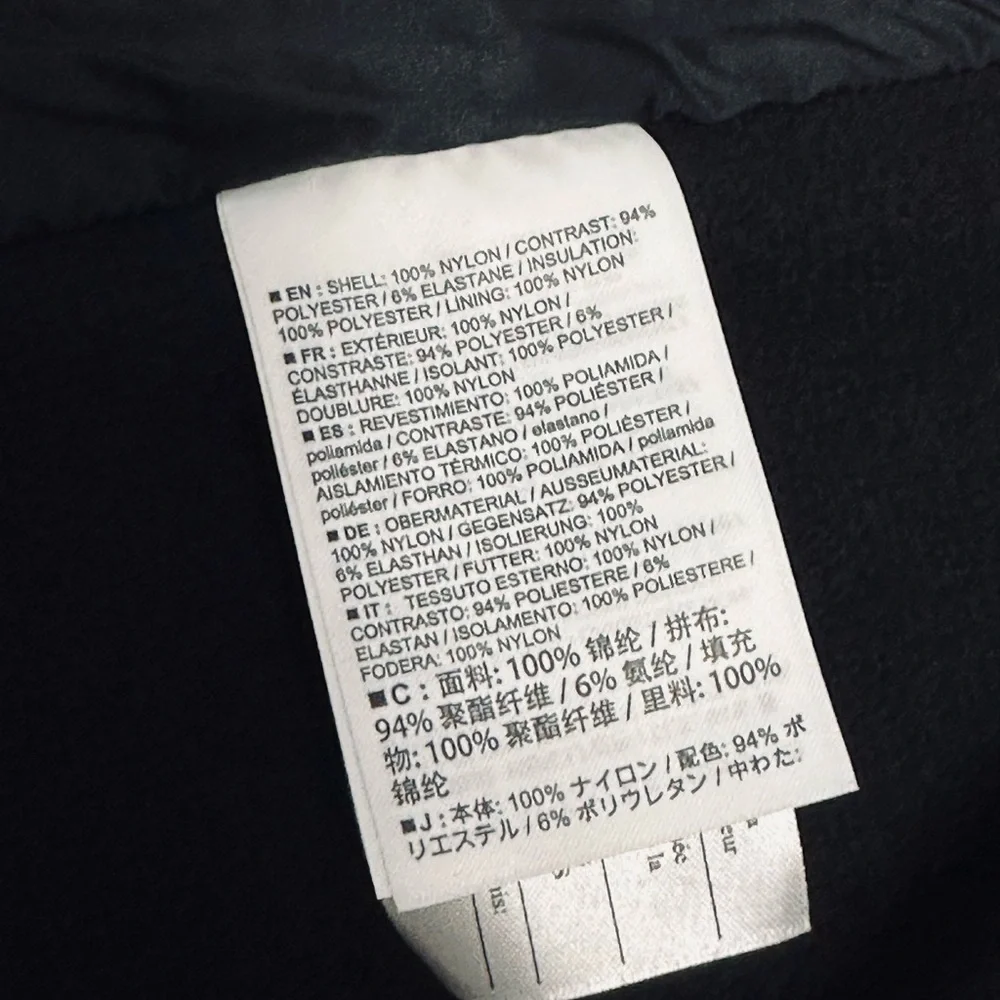 ■ EN : SHELL: 100% NYLON / CONTRAST: 94%
POLYESTER / 6% ELASTANE / INSULATION:
100% POLYESTER / LINING: 100% NYLON
■ FR : EXTÉRIEUR: 100% NYLON /
CONSTRASTE: 94% POLYESTER / 6%
ÉLASTHANNE / ISOLANT: 100% POLYESTER /
DOUBLURE: 100% NYLON
■ ES : REVESTIMIENTO: 100% POLIAMIDA /
poliamida / CONTRASTE: 94% POLIÉSTER /
poliéster / 6% ELASTANO / elastano /
AISLAMIENTO TÉRMICO: 100% POLIÉSTER /
poliéster / FORRO: 100% POLIAMIDA / poliamida
■ DE : OBERMATERIAL / AUSSEUMATERIAL:
100% NYLON / GEGENSATZ: 94% POLYESTER /
6% ELASTHAN / ISOLIERUNG: 100%
POLYESTER / FUTTER: 100% NYLON
■ IT : TESSUTO ESTERNO: 100% NYLON /
CONTRASTO: 94% POLIESTERE / 6%
ELASTAN / ISOLAMENTO: 100% POLIESTERE /
FODERA: 100% NYLON
■ C : 面料: 100% 锦纶 / 拼布:
94% 聚酯纤维 / 6% 氨纶 / 填充
物: 100% 聚酯纤维 / 里料: 100%
锦纶
■ J : 本体: 100% ナイロン / 配色: 94% ポ
リエステル / 6% ポリウレタン / 中わた:
la